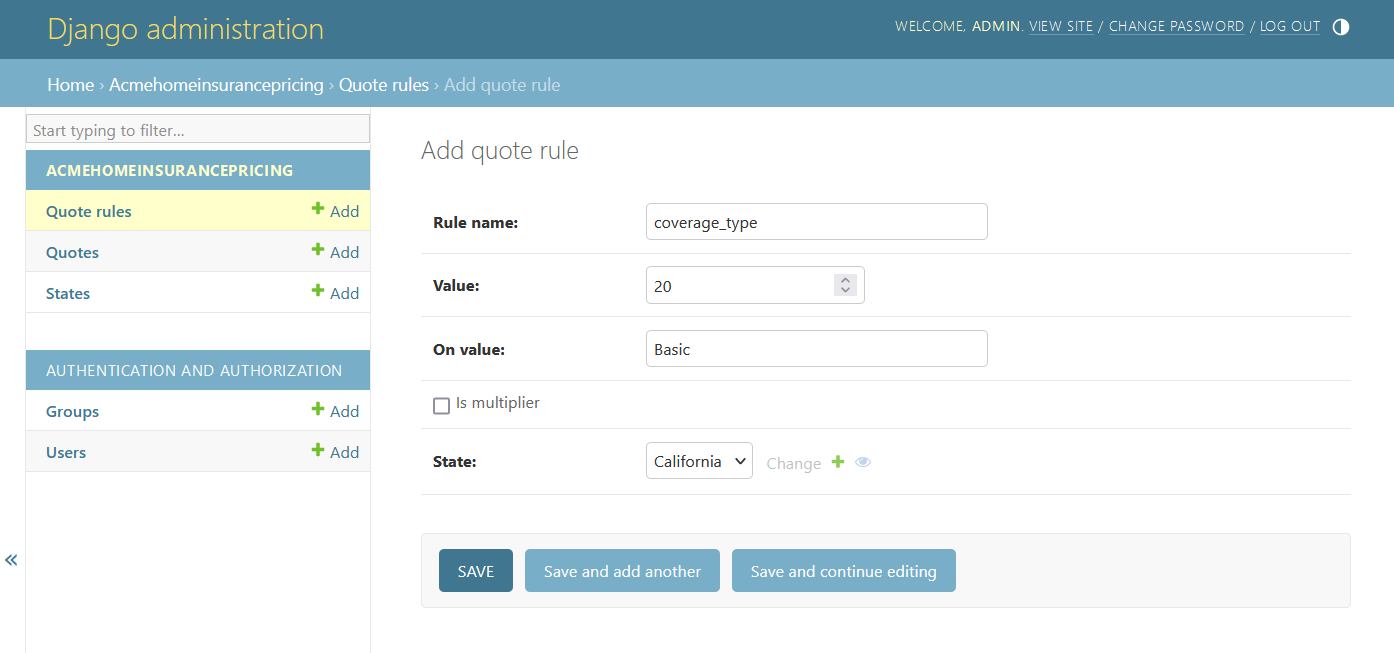 Django administration
WELCOME, ADMIN. VIEW SITE / CHANGE PASSWORD / LOG OUT
Home › Acmehomeinsurancepricing › Quote rules › Add quote rule
Start typing to filter...
ACMEHOMEINSURANCEPRICING
Quote rules + Add
Quotes + Add
States + Add
AUTHENTICATION AND AUTHORIZATION
Groups + Add
Users + Add
«
Add quote rule
Rule name: coverage_type
Value: 20
On value: Basic
Is multiplier
State: California Change +
SAVE Save and add another Save and continue editing